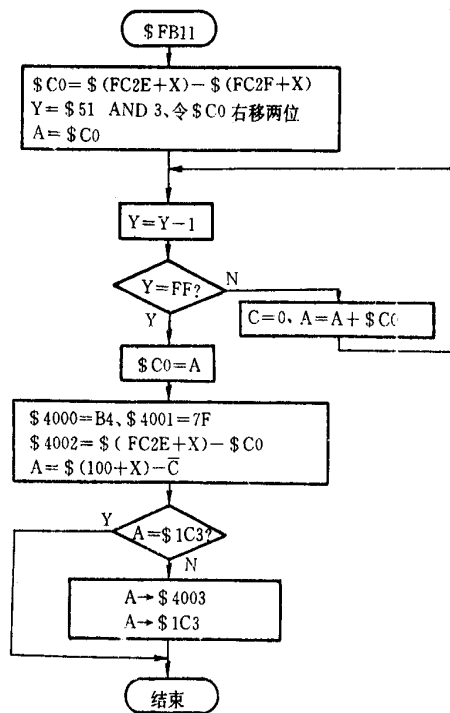 $FB11
$C0=$(FC2E+X)-$(FC2F+X)
Y=$51 AND 3、令$C0右移两位
A=$C0
Y=Y-1
Y=FF?
N
Y
C=0、A=A+$C0
$C0=A
$4000=B4、$4001=7F
$4002=$(FC2E+X)-$C0
A=$(100+X)-C̅
Y
A=$1C3?
N
A→$4003
A→$1C3
结束